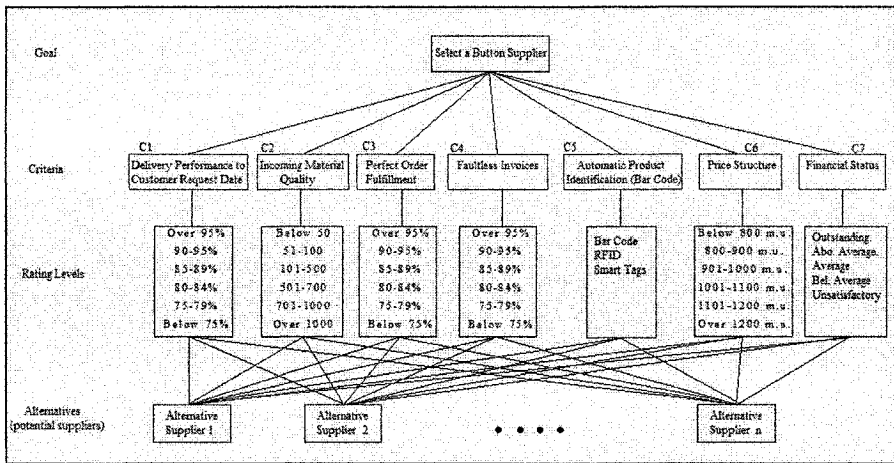 Goal
Select a Button Supplier
C1
C2
C3
C4
C5
C6
C7
Criteria
Delivery Performance to
Customer Request Date
Incoming Material
Quality
Perfect Order
Fulfillment
Faultless Invoices
Automatic Product
Identification (Bar Code)
Price Structure
Financial Status
Rating Levels
Over 95%
90-95%
85-89%
80-84%
75-79%
Below 75%
Below 50
51-100
101-500
501-700
701-1000
Over 1000
Over 95%
90-95%
85-89%
80-84%
75-79%
Below 75%
Over 95%
90-95%
85-89%
80-84%
75-79%
Below 75%
Bar Code
RFID
Smart Tags
Below 800 m.u.
800-900 m.u.
901-1000 m.u.
1001-1100 m.u.
1101-1200 m.u.
Over 1200 m.u.
Outstanding
Abo. Average.
Average
Bel. Average
Unsatisfactory
Alternatives
(potential suppliers)
Alternative
Supplier 1
Alternative
Supplier 2
Alternative
Supplier n